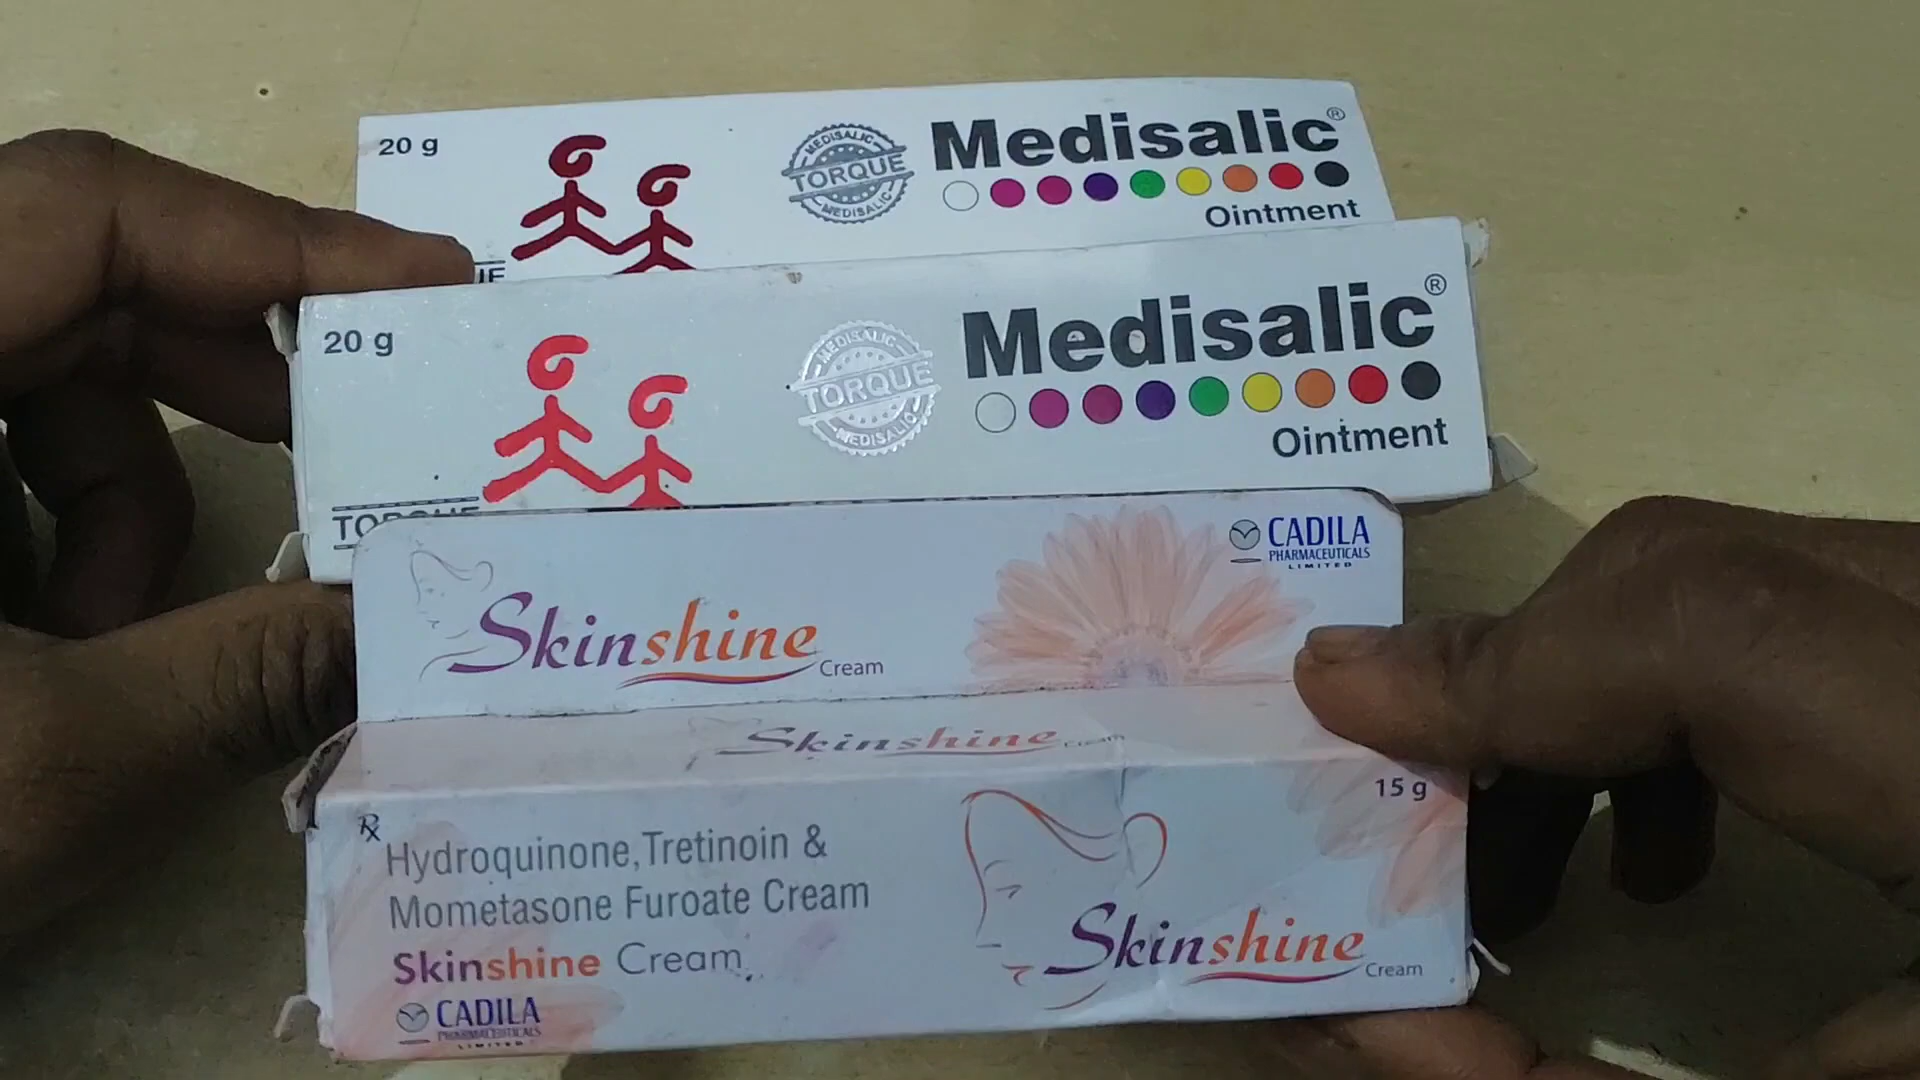 20 g
MEDISALIC
TORQUE
MEDISALIC
Medisalic®
Ointment
20 g
MEDISALIC
TORQUE
MEDISALIC
Medisalic®
Ointment
TORQUE
CADILA
PHARMACEUTICALS
LIMITED
Skinshine Cream
Skinshine Cream
15 g
Rx
Hydroquinone, Tretinoin &
Mometasone Furoate Cream
Skinshine Cream
Skinshine Cream
CADILA
PHARMACEUTICALS
LIMITED